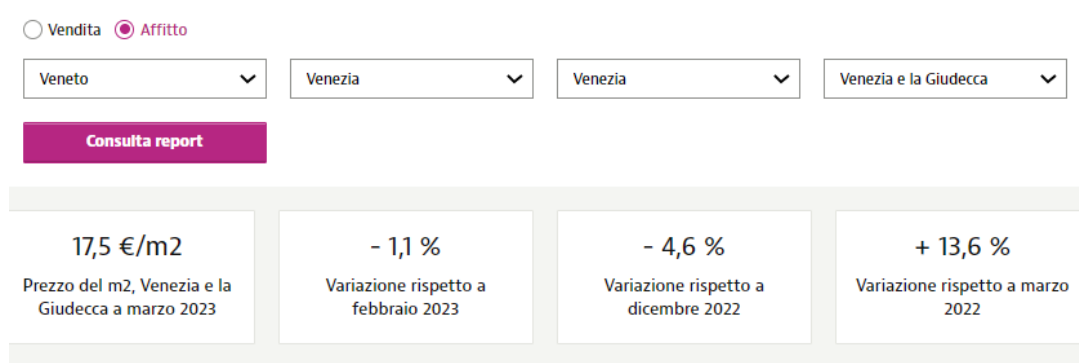 Vendita Affitto
Veneto Venezia Venezia Venezia e la Giudecca
Consulta report
17,5 €/m2
Prezzo del m2, Venezia e la
Giudecca a marzo 2023
- 1,1 %
Variazione rispetto a
febbraio 2023
- 4,6 %
Variazione rispetto a
dicembre 2022
+ 13,6 %
Variazione rispetto a marzo
2022